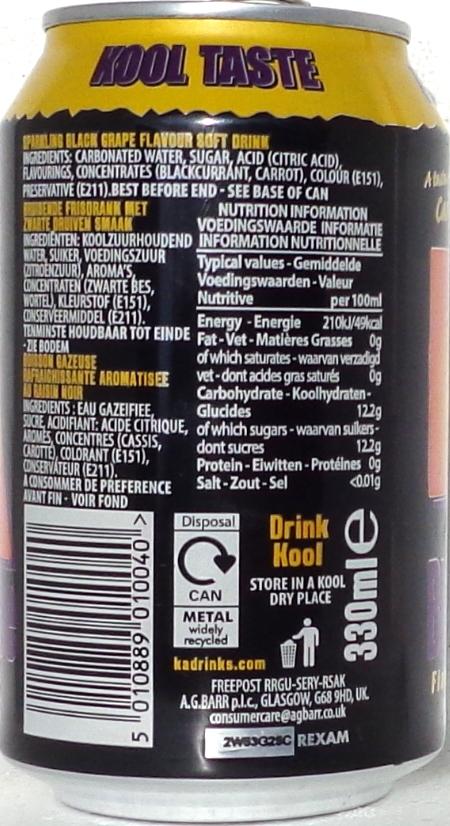 KOOL TASTE
SPARKLING BLACK GRAPE FLAVOUR SOFT DRINK
INGREDIENTS: CARBONATED WATER, SUGAR, ACID (CITRIC ACID),
FLAVOURINGS, CONCENTRATES (BLACKCURRANT, CARROT), COLOUR (E151),
PRESERVATIVE (E211). BEST BEFORE END - SEE BASE OF CAN
BRUISENDE FRISDRANK MET
ZWARTE DRUIVEN SMAAK
INGREDIËNTEN: KOOLZUURHOUDEND
WATER, SUIKER, VOEDINGSZUUR
(ZITROENZUUR), AROMA'S,
CONCENTRATEN (ZWARTE BES,
WORTEL), KLEURSTOF (E151),
CONSERVEERMIDDEL (E211).
TENMINSTE HOUDBAAR TOT EINDE
- ZIE BODEM
BOISSON GAZEUSE
RAFRAICHISSANTE AROMATISEE
AU RAISIN NOIR
INGREDIENTS : EAU GAZEIFIEE,
SUCRE, ACIDIFIANT: ACIDE CITRIQUE,
AROMES, CONCENTRES (CASSIS,
CAROTTE), COLORANT (E151),
CONSERVATEUR (E211).
A CONSOMMER DE PREFERENCE
AVANT FIN - VOIR FOND
NUTRITION INFORMATION
VOEDINGSWAARDE INFORMATIE
INFORMATION NUTRITIONNELLE
Typical values - Gemiddelde
Voedingswaarden - Valeur
Nutritive per 100ml
Energy - Energie 210kJ/49kcal
Fat - Vet - Matières Grasses 0g
of which saturates - waarvan verzadigd
vet - dont acides gras saturés 0g
Carbohydrate - Koolhydraten -
Glucides 12.2g
of which sugars - waarvan suikers -
dont sucres 12.2g
Protein - Eiwitten - Protéines 0g
Salt - Zout - Sel <0.01g
5 010889 010040 >
Disposal
CAN
METAL
widely
recycled
Drink
Kool
STORE IN A KOOL
DRY PLACE
330ml e
kadrinks.com
FREEPOST RRGU-SERY-RSAK
A.G.BARR p.l.c., GLASGOW, G68 9HD, UK.
consumercare@agbarr.co.uk
REXAM